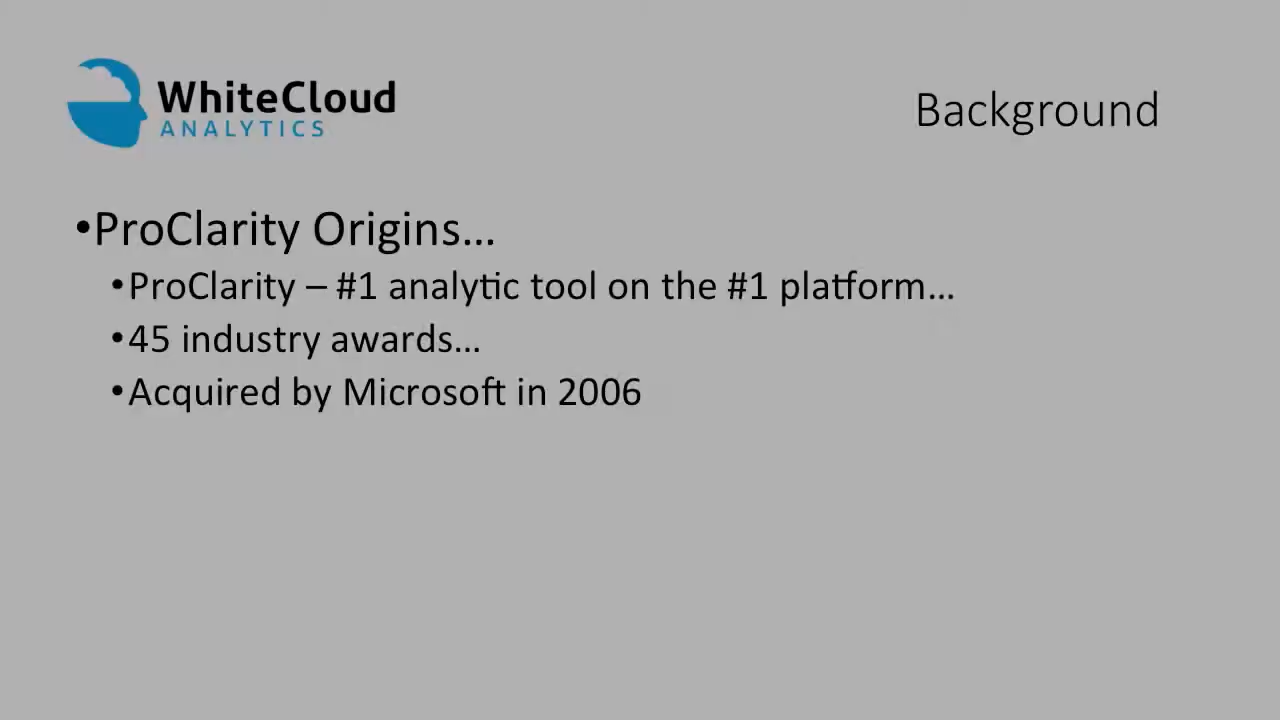 WhiteCloud
ANALYTICS
Background
•ProClarity Origins…
•ProClarity – #1 analytic tool on the #1 platform…
•45 industry awards…
•Acquired by Microsoft in 2006